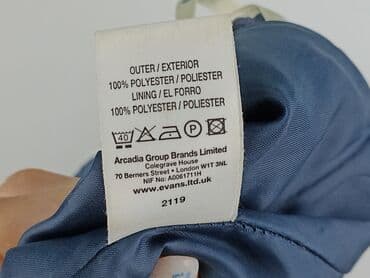 OUTER / EXTERIOR
100% POLYESTER / POLIESTER
LINING / EL FORRO
100% POLYESTER / POLIESTER
40
Arcadia Group Brands Limited
Colegrave House
70 Berners Street • London W1T 3NL
NIF No: A0061711H
www.evans.ltd.uk
2119